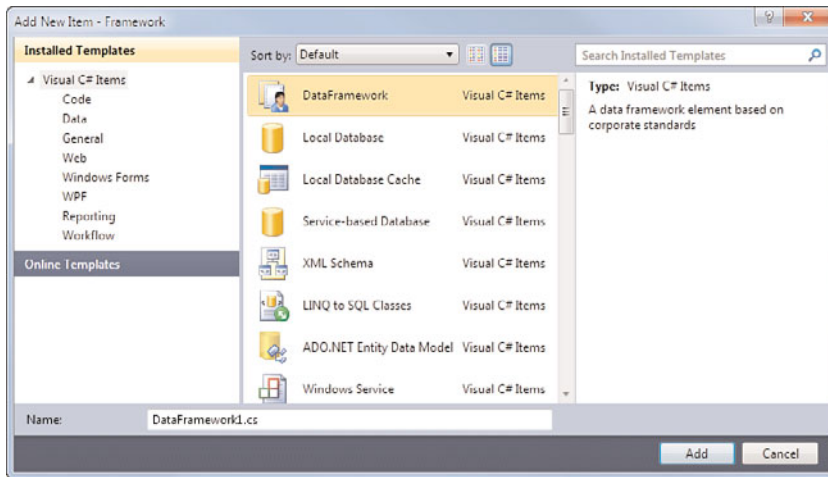 Add New Item - Framework
Installed Templates
Visual C# Items
Code
Data
General
Web
Windows Forms
WPF
Reporting
Workflow
Online Templates
Sort by: Default
DataFramework Visual C# Items
Local Database Visual C# Items
Local Database Cache Visual C# Items
Service-based Database Visual C# Items
XML Schema Visual C# Items
LINQ to SQL Classes Visual C# Items
ADO.NET Entity Data Model Visual C# Items
Windows Service Visual C# Items
Search Installed Templates
Type: Visual C# Items
A data framework element based on
corporate standards
Name: DataFramework1.cs
Add Cancel